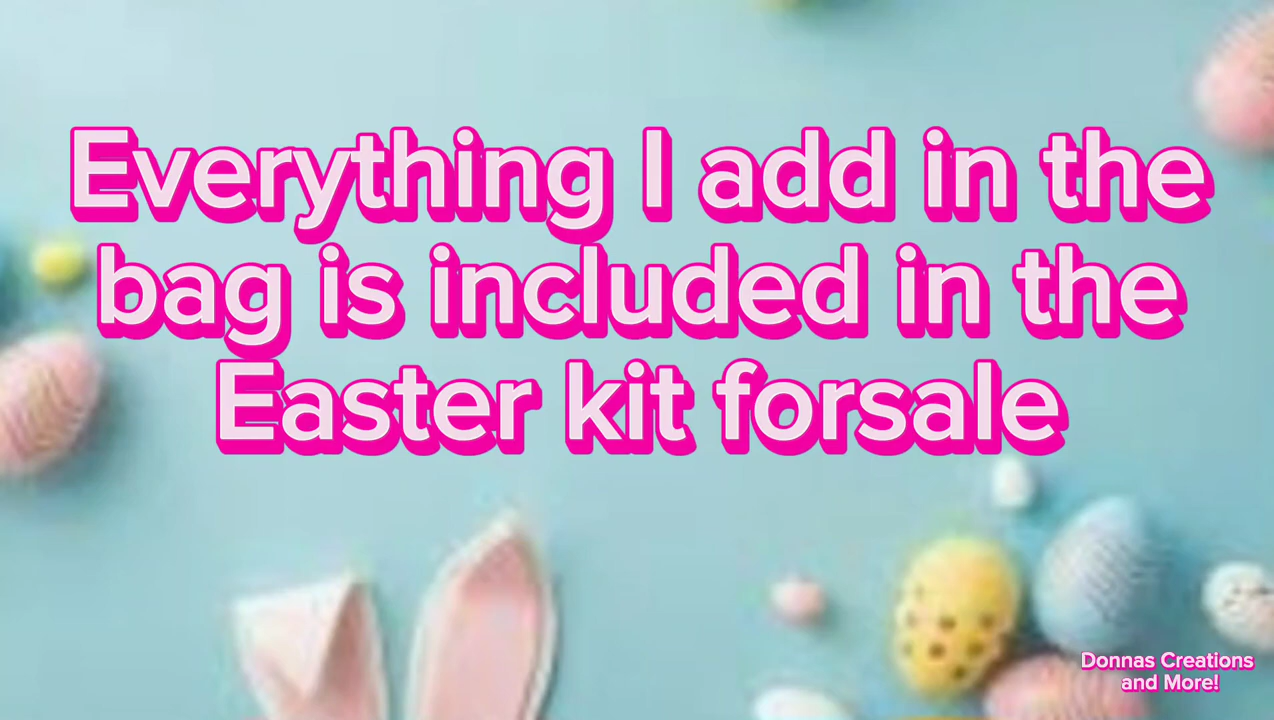 Everything I add in the
bag is included in the
Easter kit forsale
Donnas Creations
and More!